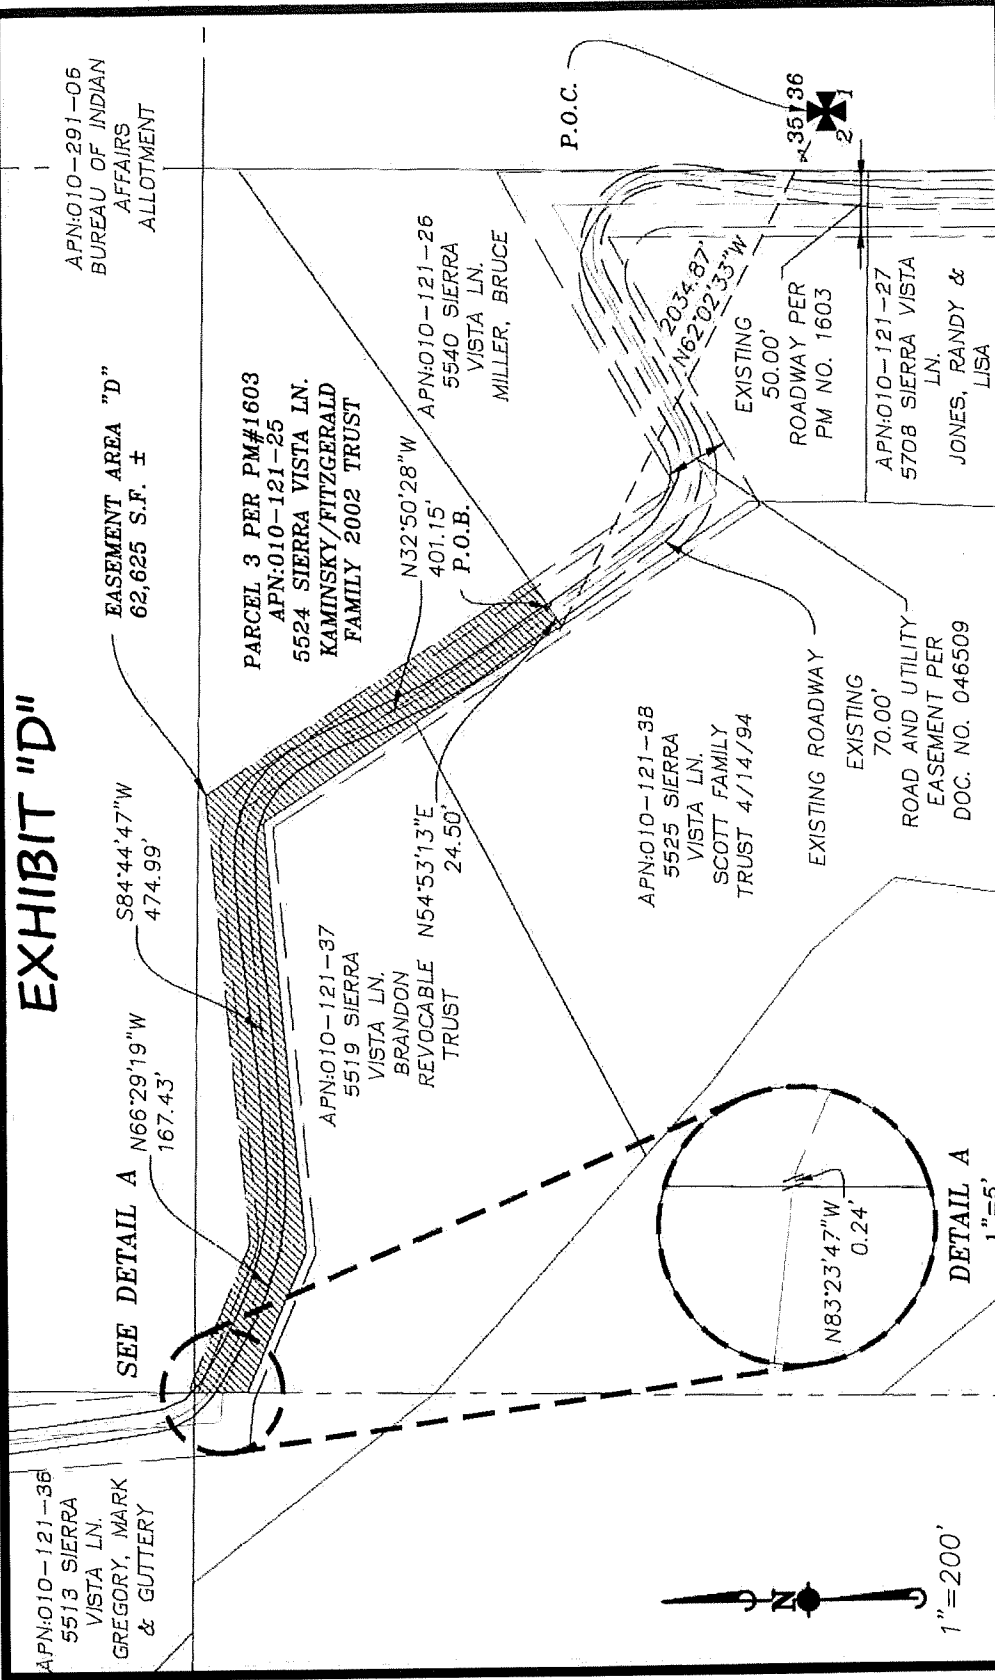 EXHIBIT "D"
APN:010-121-36
5513 SIERRA
VISTA LN.
GREGORY, MARK
& GUTTERY
SEE DETAIL A
N66°29'19"W
167.43'
S84°44'47"W
474.99'
EASEMENT AREA "D"
62,625 S.F. ±
APN:010-291-05
BUREAU OF INDIAN
AFFAIRS
ALLOTMENT
PARCEL 3 PER PM#1603
APN:010-121-25
5524 SIERRA VISTA LN.
KAMINSKY/FITZGERALD
FAMILY 2002 TRUST
APN:010-121-37
5519 SIERRA
VISTA LN.
BRANDON
REVOCABLE
TRUST
N54°53'13"E
24.50'
N32°50'28"W
401.15'
P.O.B.
APN:010-121-26
5540 SIERRA
VISTA LN.
MILLER, BRUCE
P.O.C.
35 36
2 1
2034.87'
N62°02'33"W
APN:010-121-38
5525 SIERRA
VISTA LN.
SCOTT FAMILY
TRUST 4/14/94
EXISTING
50.00'
ROADWAY PER
PM NO. 1603
APN:010-121-27
5708 SIERRA VISTA
LN.
JONES, RANDY &
LISA
EXISTING ROADWAY
EXISTING
70.00'
ROAD AND UTILITY
EASEMENT PER
DOC. NO. 046509
N83°23'47"W
0.24'
DETAIL A
1"=5'
N
1"=200'